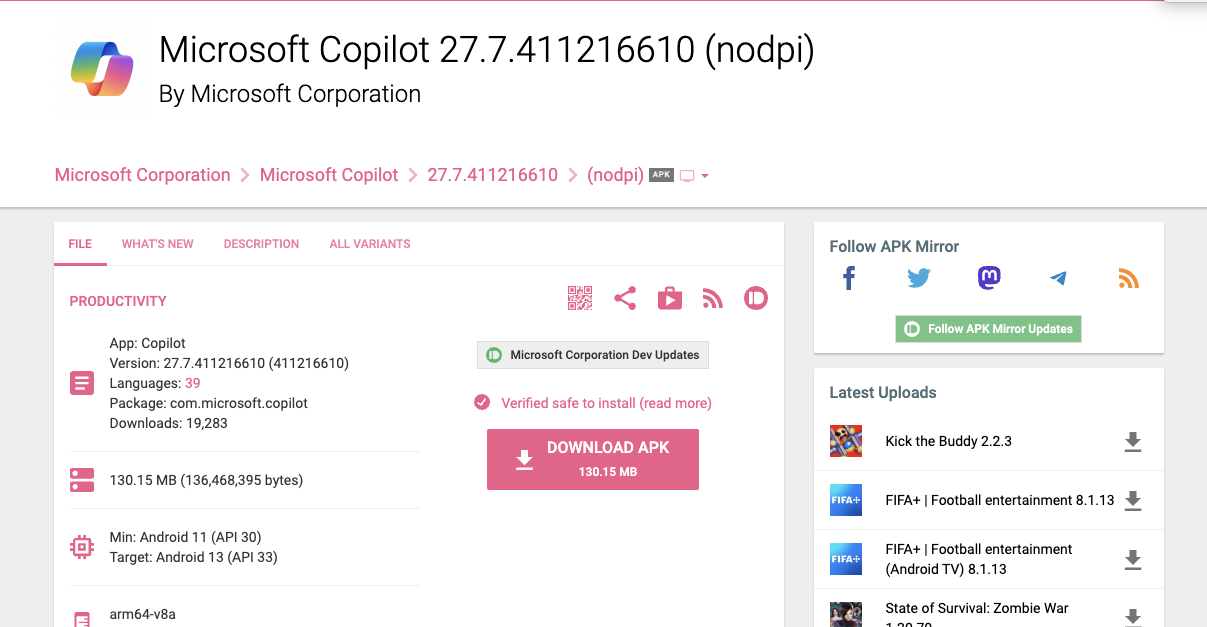 Microsoft Copilot 27.7.411216610 (nodpi)
By Microsoft Corporation
Microsoft Corporation
Microsoft Copilot
27.7.411216610
(nodpi)
APK
FILE
WHAT'S NEW
DESCRIPTION
ALL VARIANTS
PRODUCTIVITY
App: Copilot
Version: 27.7.411216610 (411216610)
Languages: 39
Package: com.microsoft.copilot
Downloads: 19,283
130.15 MB (136,468,395 bytes)
Min: Android 11 (API 30)
Target: Android 13 (API 33)
arm64-v8a
Microsoft Corporation Dev Updates
Verified safe to install (read more)
DOWNLOAD APK
130.15 MB
Follow APK Mirror
Follow APK Mirror Updates
Latest Uploads
Kick the Buddy 2.2.3
FIFA+
FIFA+ | Football entertainment 8.1.13
FIFA+
FIFA+ | Football entertainment
(Android TV) 8.1.13
State of Survival: Zombie War